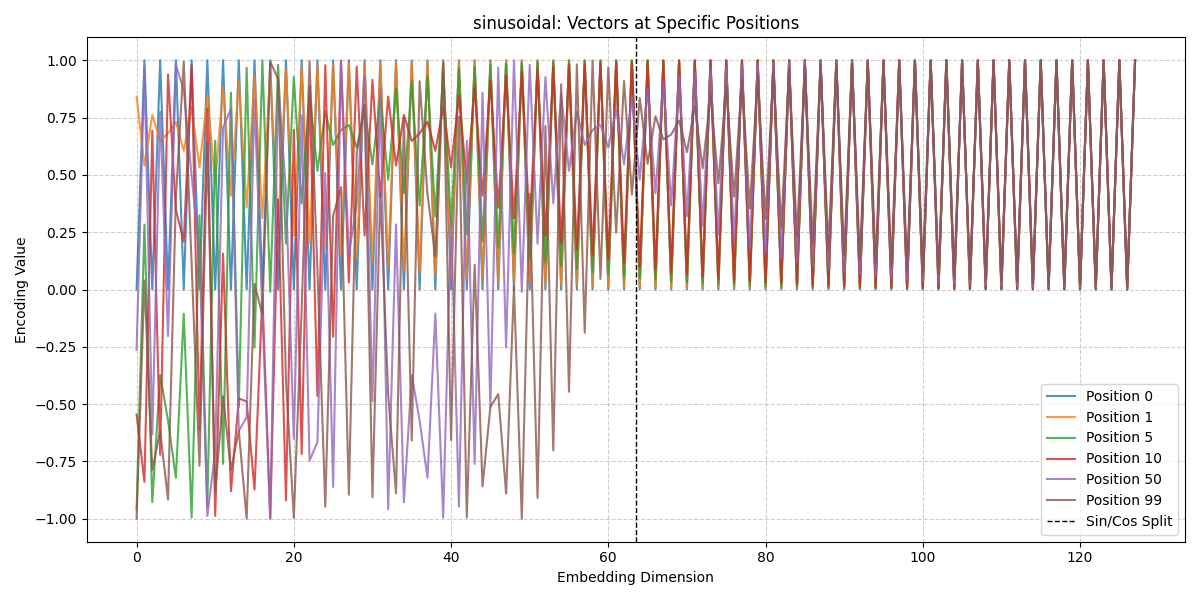 sinusoidal: Vectors at Specific Positions
1.00
0.75
0.50
0.25
0.00
−0.25
−0.50
−0.75
−1.00
Encoding Value
0
20
40
60
80
100
120
Embedding Dimension
Position 0
Position 1
Position 5
Position 10
Position 50
Position 99
Sin/Cos Split